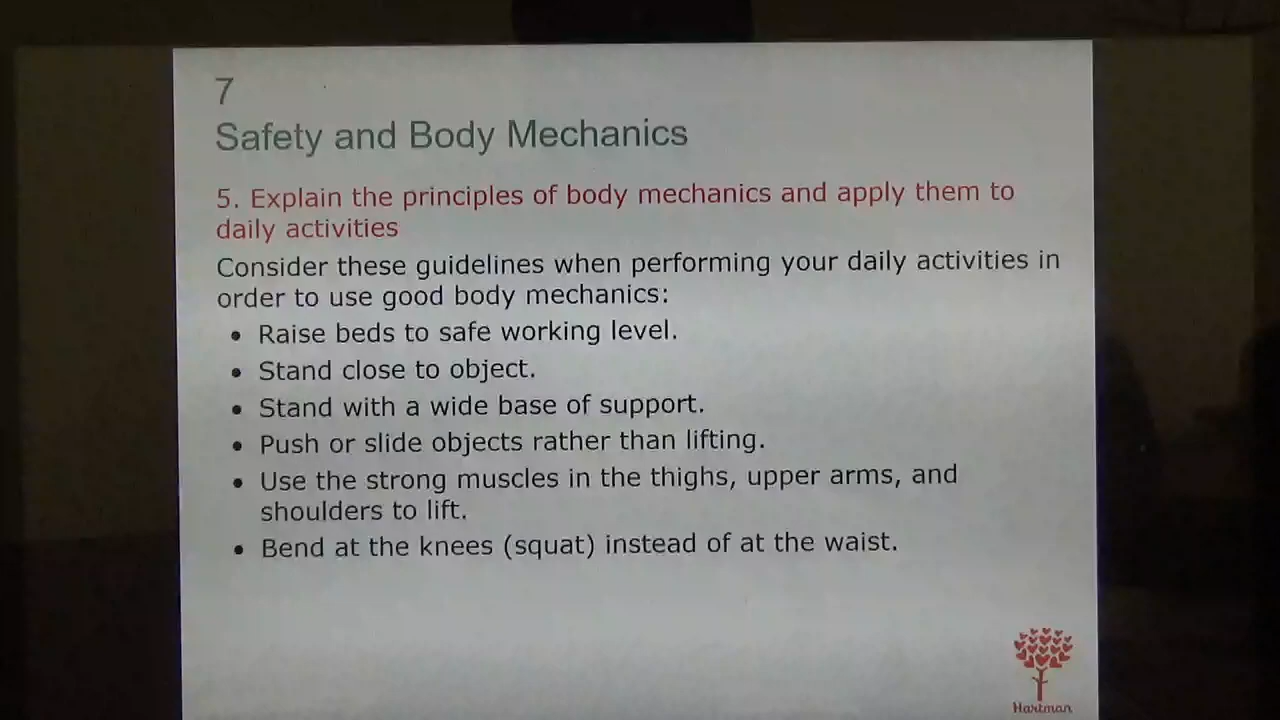 7
Safety and Body Mechanics
5. Explain the principles of body mechanics and apply them to
daily activities
Consider these guidelines when performing your daily activities in
order to use good body mechanics:
• Raise beds to safe working level.
• Stand close to object.
• Stand with a wide base of support.
• Push or slide objects rather than lifting.
• Use the strong muscles in the thighs, upper arms, and
shoulders to lift.
• Bend at the knees (squat) instead of at the waist.
Hartman